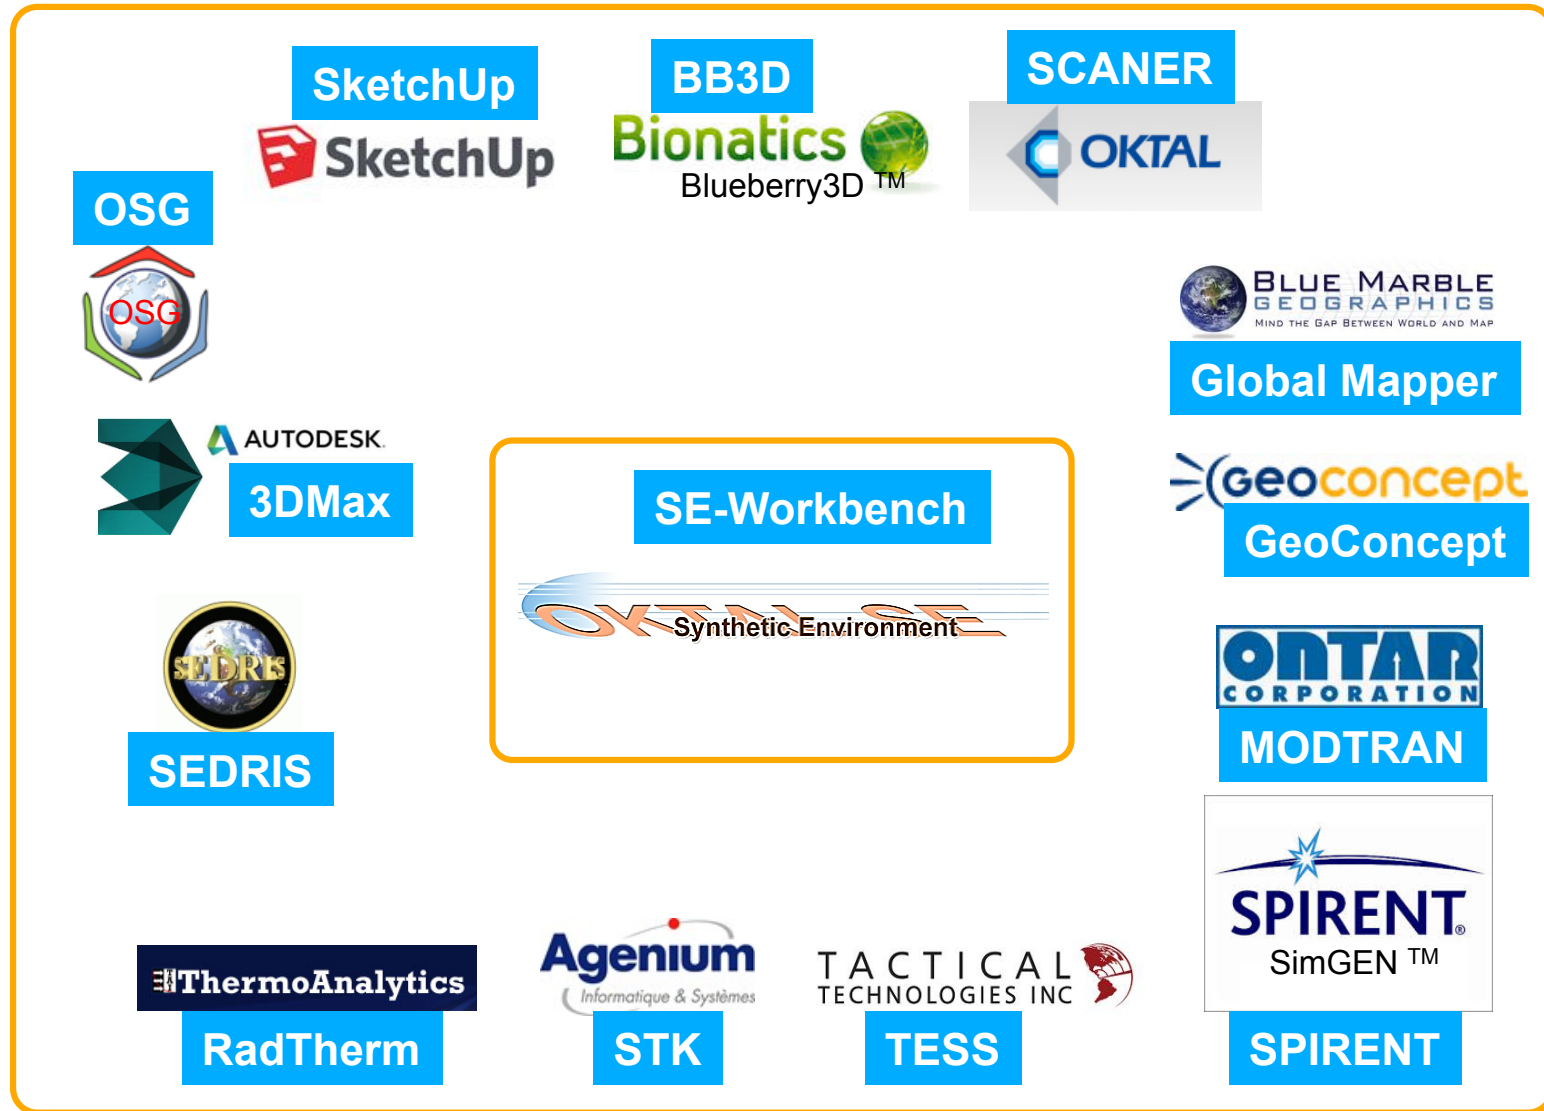 SketchUp
SketchUp
BB3D
Bionatics
Blueberry3D TM
SCANER
OKTAL
OSG
OSG
BLUE MARBLE
GEOGRAPHICS
MIND THE GAP BETWEEN WORLD AND MAP
Global Mapper
AUTODESK
3DMax
SE-Workbench
OKTAL SE
Synthetic Environment
Geoconcept
GeoConcept
SEDRIS
SEDRIS
ONTAR
CORPORATION
MODTRAN
SPIRENT®
SimGEN TM
SPIRENT
ThermoAnalytics
RadTherm
Agenium
Informatique & Systèmes
STK
TACTICAL
TECHNOLOGIES INC
TESS